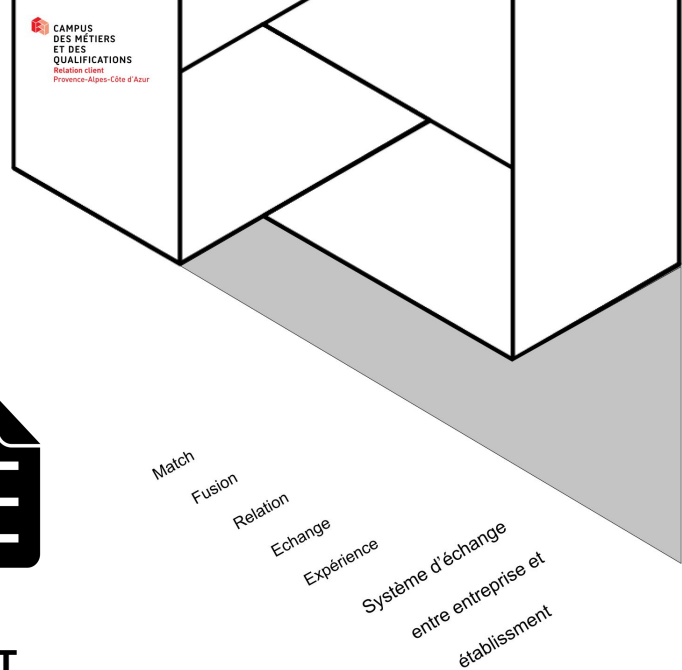 CAMPUS
DES MÉTIERS
ET DES
QUALIFICATIONS
Relation client
Provence-Alpes-Côte d'Azur
Match
Fusion
Relation
Echange
Expérience
Système d'échange
entre entreprise et
établissment
T